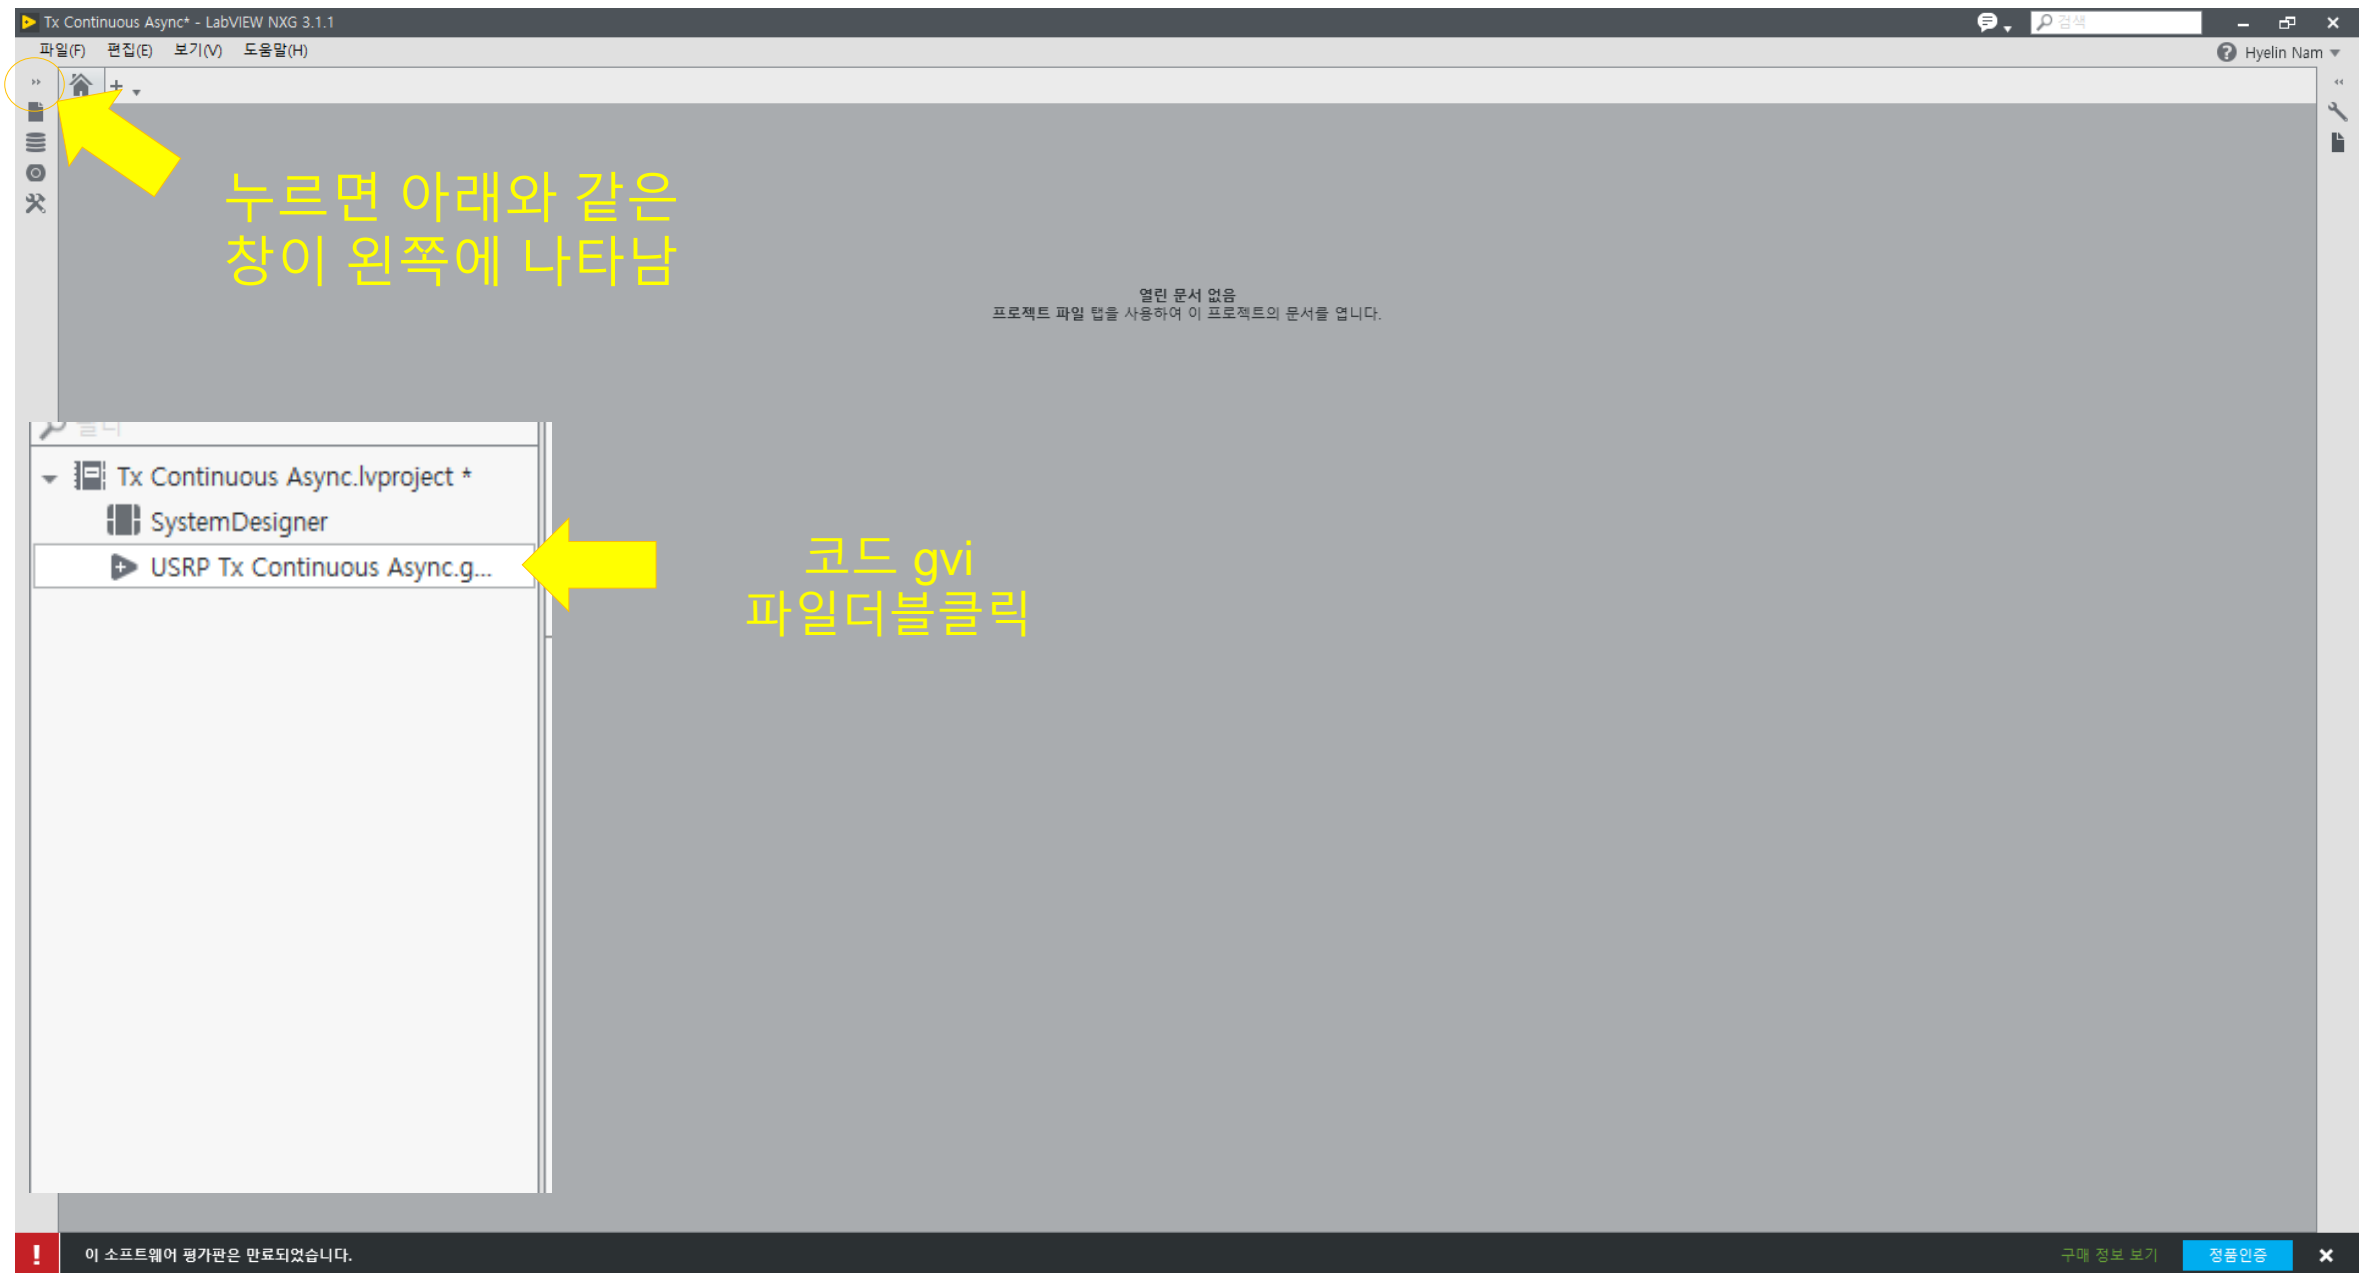 Tx Continuous Async* - LabVIEW NXG 3.1.1
검색
파일(F) 편집(E) 보기(V) 도움말(H)
Hyelin Nam
누르면 아래와 같은
창이 왼쪽에 나타남
열린 문서 없음
프로젝트 파일 탭을 사용하여 이 프로젝트의 문서를 엽니다.
Tx Continuous Async.lvproject *
SystemDesigner
USRP Tx Continuous Async.g...
코드 gvi
파일더블클릭
이 소프트웨어 평가판은 만료되었습니다.
구매 정보 보기
정품인증